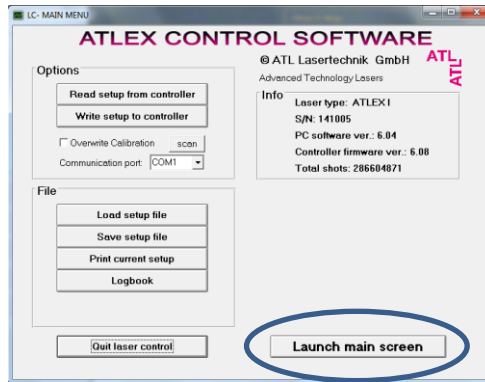 LC- MAIN MENU
ATLEX CONTROL SOFTWARE
© ATL Lasertechnik GmbH
ATL
ATL
Advanced Technology Lasers
Options
Read setup from controller
Write setup to controller
Overwrite Calibration
scan
Communication port:
COM1
Info
Laser type: ATLEX I
S/N: 141005
PC software ver.: 6.04
Controller firmware ver.: 6.08
Total shots: 286604871
File
Load setup file
Save setup file
Print current setup
Logbook
Quit laser control
Launch main screen